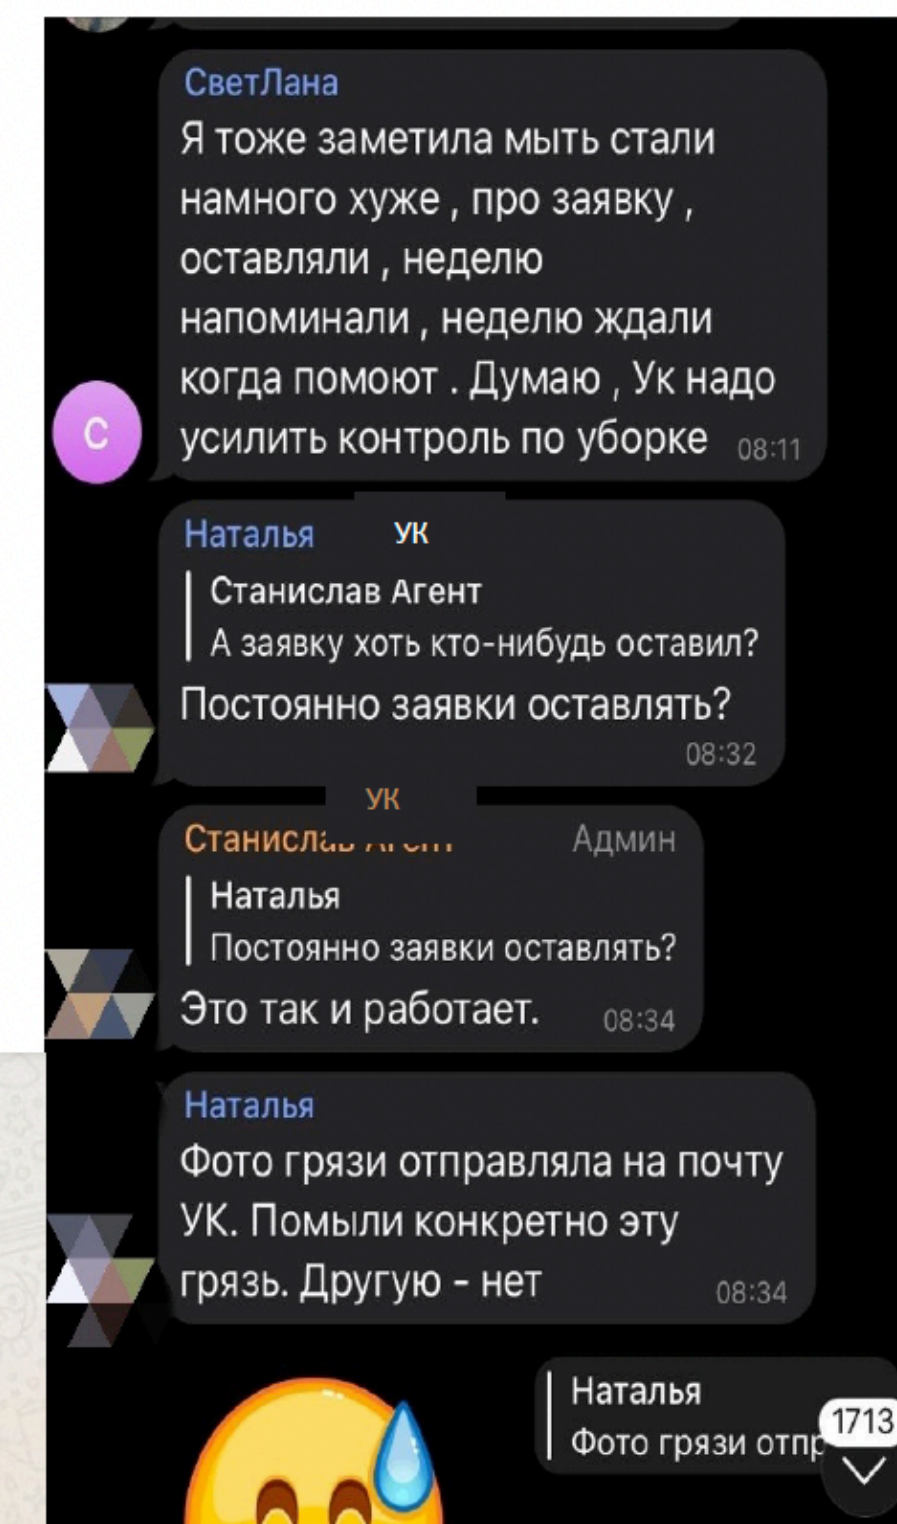 СветЛана
Я тоже заметила мыть стали
намного хуже , про заявку ,
оставляли , неделю
напоминали , неделю ждали
когда помоют . Думаю , Ук надо
усилить контроль по уборке 08:11
С
Наталья УК
Станислав Агент
А заявку хоть кто-нибудь оставил?
Постоянно заявки оставлять?
08:32
УК
Админ
Наталья
Постоянно заявки оставлять?
Это так и работает. 08:34
Наталья
Фото грязи отправляла на почту
УК. Помыли конкретно эту
грязь. Другую - нет 08:34
Наталья
Фото грязи
1713